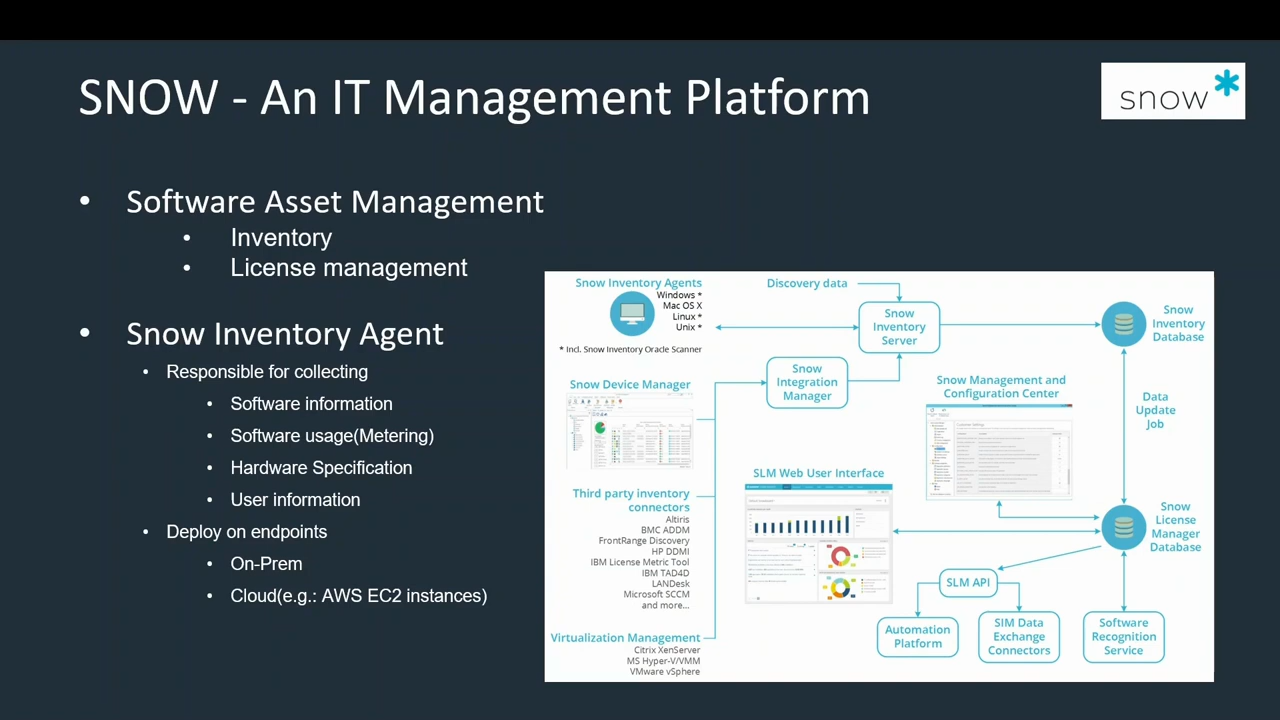 SNOW - An IT Management Platform
snow
• Software Asset Management
• Inventory
• License management
• Snow Inventory Agent
• Responsible for collecting
• Software information
• Software usage(Metering)
• Hardware Specification
• User information
• Deploy on endpoints
• On-Prem
• Cloud(e.g.: AWS EC2 instances)
Snow Inventory Agents
Windows *
Mac OS X
Linux *
Unix *
* Incl. Snow Inventory Oracle Scanner
Discovery data
Snow
Inventory
Server
Snow
Inventory
Database
Snow
Integration
Manager
Snow Device Manager
Snow Management and
Configuration Center
Data
Update
Job
SLM Web User Interface
Third party inventory
connectors
Altiris
BMC ADDM
FrontRange Discovery
HP DDMI
IBM License Metric Tool
IBM TAD4D
LANDesk
Microsoft SCCM
and more...
Snow
License
Manager
Database
SLM API
Automation
Platform
SIM Data
Exchange
Connectors
Software
Recognition
Service
Virtualization Management
Citrix XenServer
MS Hyper-V/VMM
VMware vSphere